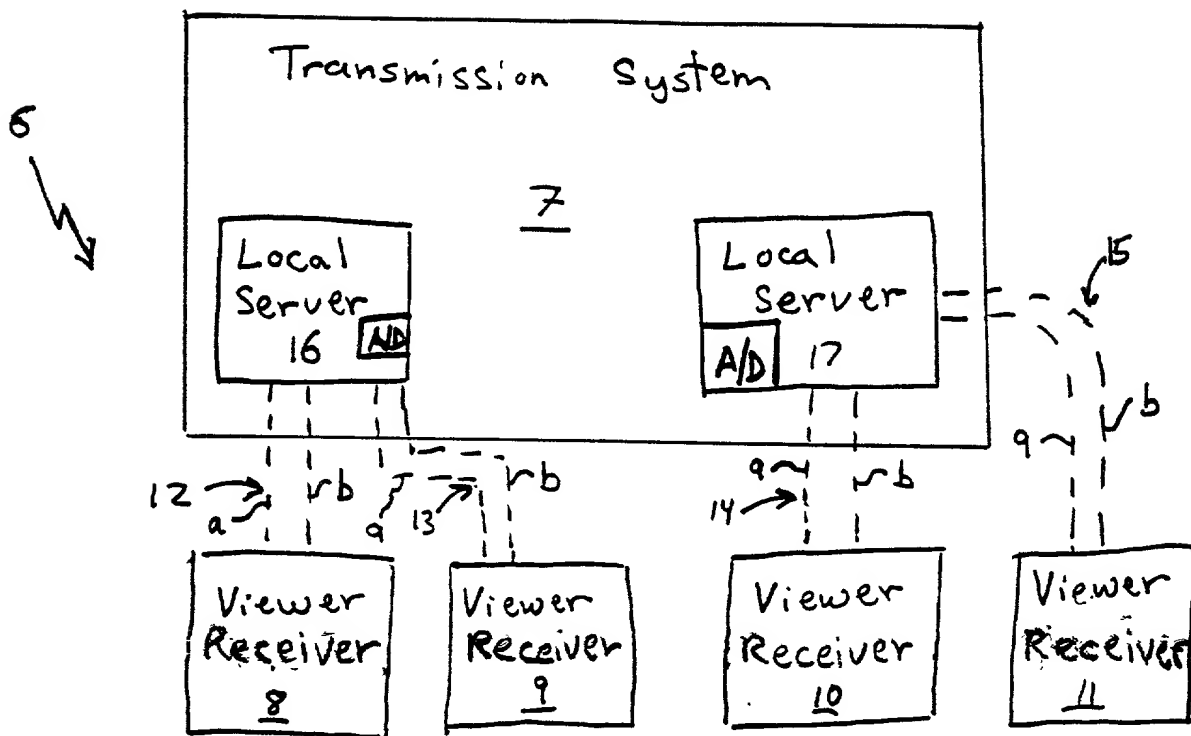 Transmission System
6
7
Local
Server
16
A/D
Local
Server
17
A/D
15
a
b
12
a
b
a
13
b
14
a
b
Viewer
Receiver
8
Viewer
Receiver
9
Viewer
Receiver
10
Viewer
Receiver
11